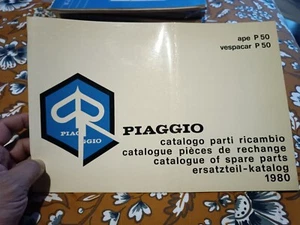 ape P 50
vespacar P 50
PIAGGIO
PIAGGIO
catalogo parti ricambio
catalogue pièces de rechange
catalogue of spare parts
ersatzteil-katalog
1980